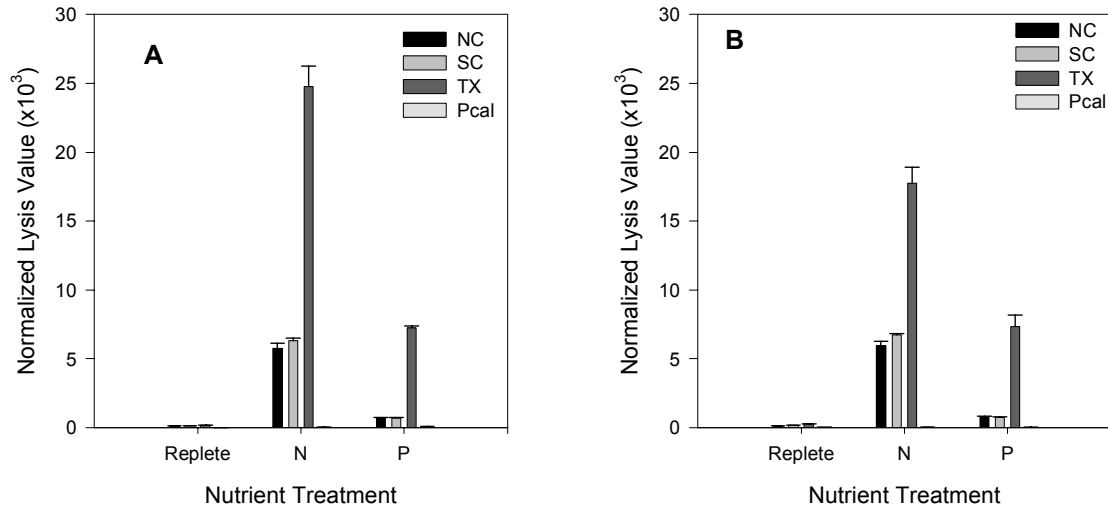 A
NC
SC
TX
Pcal
30
25
20
15
10
5
0
Normalized Lysis Value (x10³)
Replete
N
P
Nutrient Treatment
B
NC
SC
TX
Pcal
30
25
20
15
10
5
0
Normalized Lysis Value (x10³)
Replete
N
P
Nutrient Treatment